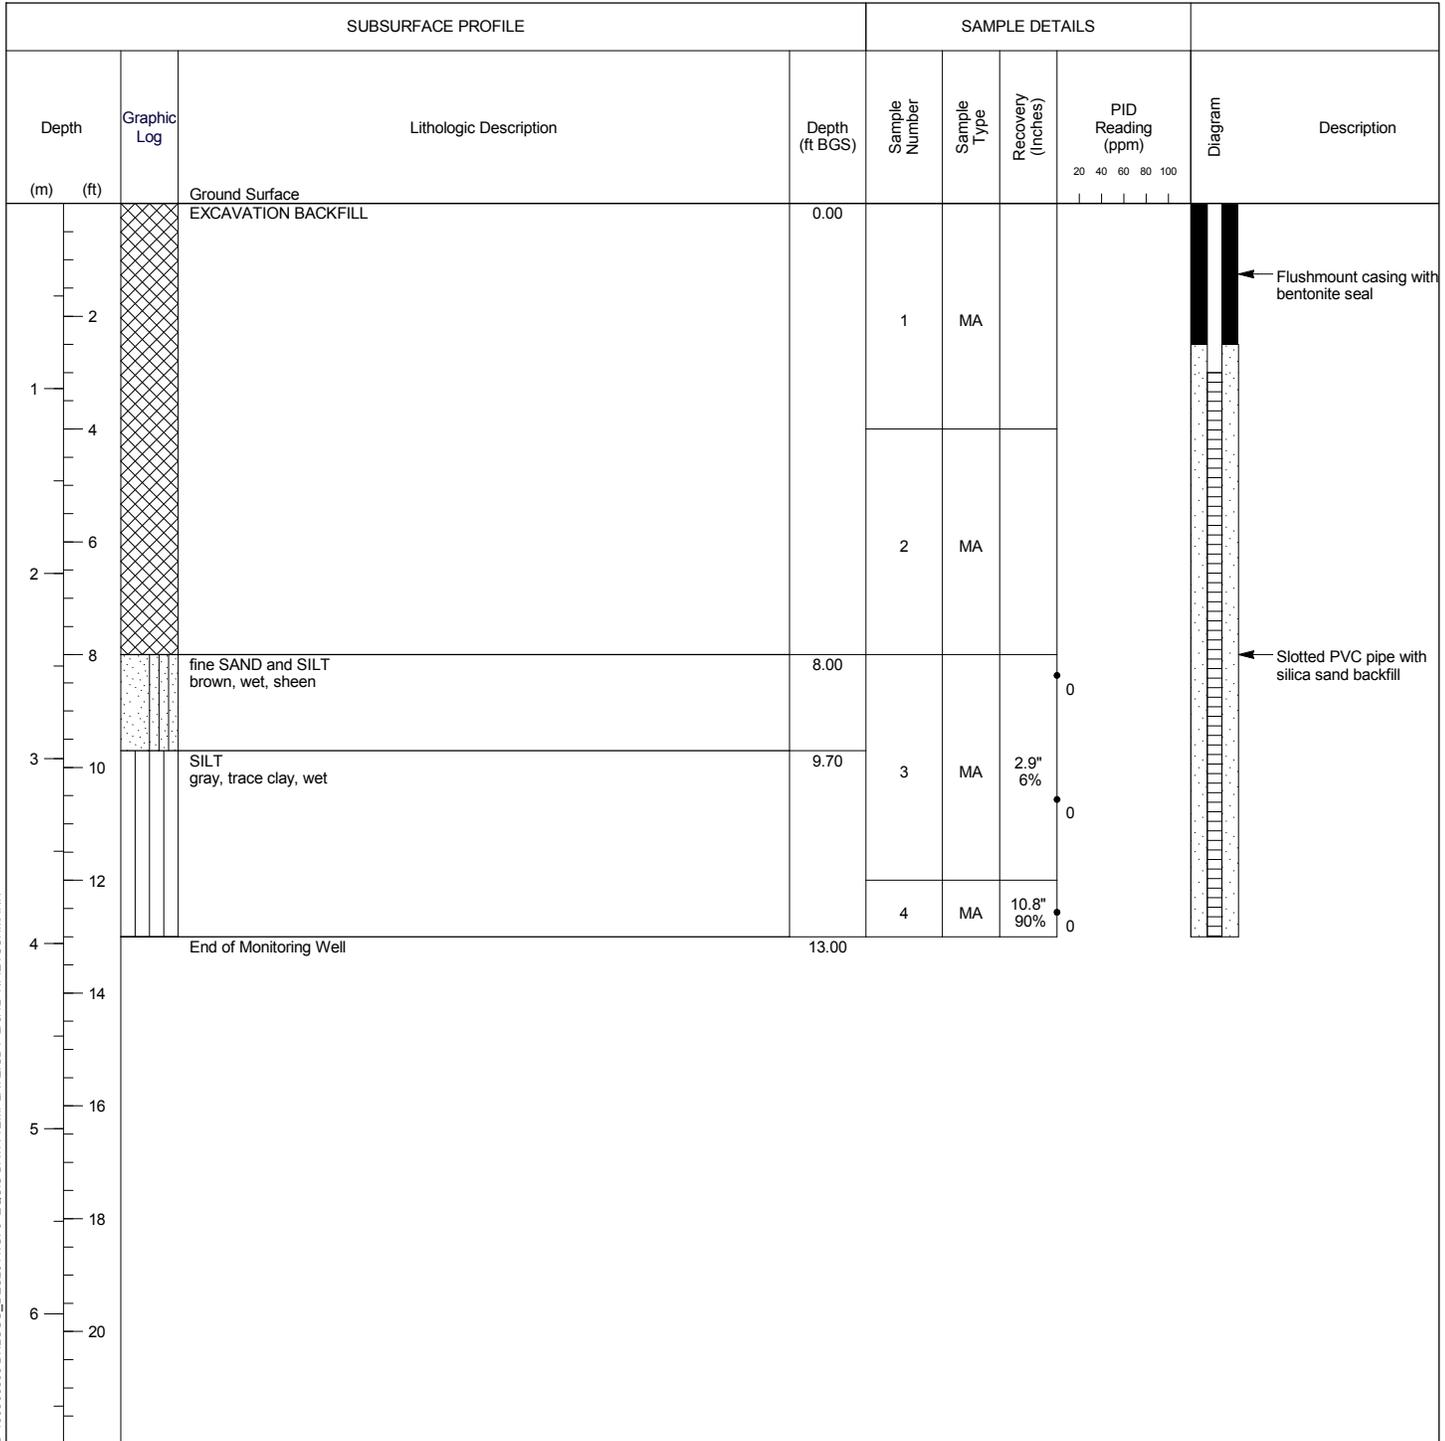 SUBSURFACE PROFILE
SAMPLE DETAILS
Depth
Graphic
Log
Lithologic Description
Depth
(ft BGS)
Sample
Number
Sample
Type
Recovery
(Inches)
PID
Reading
(ppm)
20 40 60 80 100
Diagram
Description
(m) (ft)
Ground Surface
EXCAVATION BACKFILL
0.00
Flushmount casing with
bentonite seal
2
1
MA
1
4
6
2
MA
2
8
fine SAND and SILT
brown, wet, sheen
8.00
Slotted PVC pipe with
silica sand backfill
0
3
10
SILT
gray, trace clay, wet
9.70
3
MA
2.9"
6%
0
12
4
MA
10.8"
90%
0
4
End of Monitoring Well
13.00
14
16
5
18
6
20